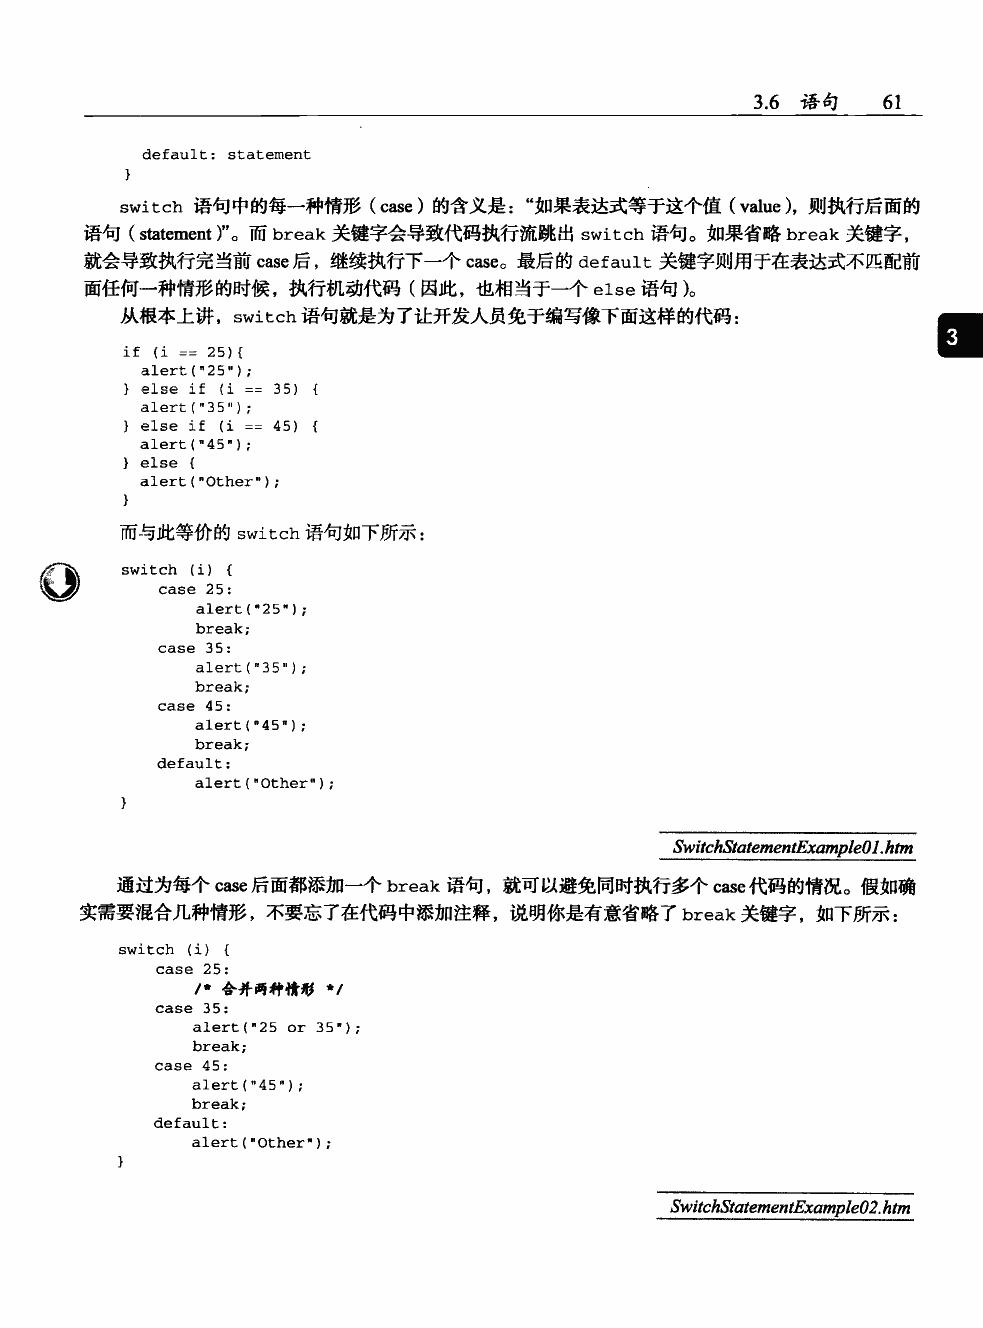 3.6 语句 61
default: statement
}
switch 语句中的每一种情形（case）的含义是：“如果表达式等于这个值（value），则执行后面的
语句（statement）”。而 break 关键字会导致代码执行流跳出 switch 语句。如果省略 break 关键字，
就会导致执行完当前 case 后，继续执行下一个 case。最后的 default 关键字则用于在表达式不匹配前
面任何一种情形的时候，执行机动代码（因此，也相当于一个 else 语句）。
从根本上讲，switch 语句就是为了让开发人员免于编写像下面这样的代码：
3
if (i == 25){
alert("25");
} else if (i == 35) {
alert("35");
} else if (i == 45) {
alert("45");
} else {
alert("Other");
}
而与此等价的 switch 语句如下所示：
switch (i) {
case 25:
alert("25");
break;
case 35:
alert("35");
break;
case 45:
alert("45");
break;
default:
alert("Other");
}
SwitchStatementExample01.htm
通过为每个 case 后面都添加一个 break 语句，就可以避免同时执行多个 case 代码的情况。假如确
实需要混合几种情形，不要忘了在代码中添加注释，说明你是有意省略了 break 关键字，如下所示：
switch (i) {
case 25:
/* 合并两种情形 */
case 35:
alert("25 or 35");
break;
case 45:
alert("45");
break;
default:
alert("Other");
}
SwitchStatementExample02.htm